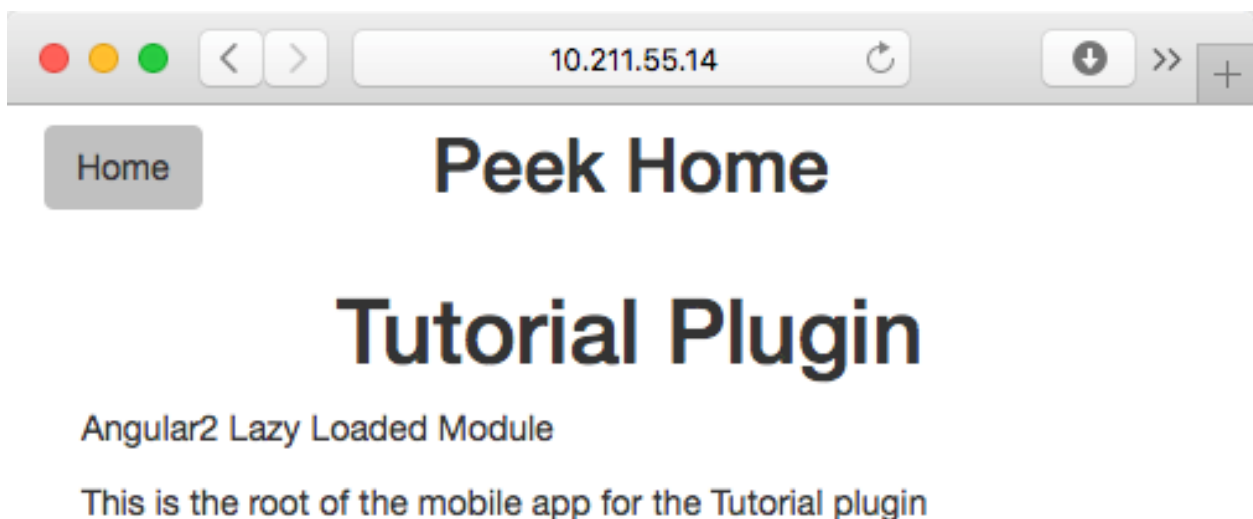 10.211.55.14
Home
Peek Home
Tutorial Plugin
Angular2 Lazy Loaded Module
This is the root of the mobile app for the Tutorial plugin